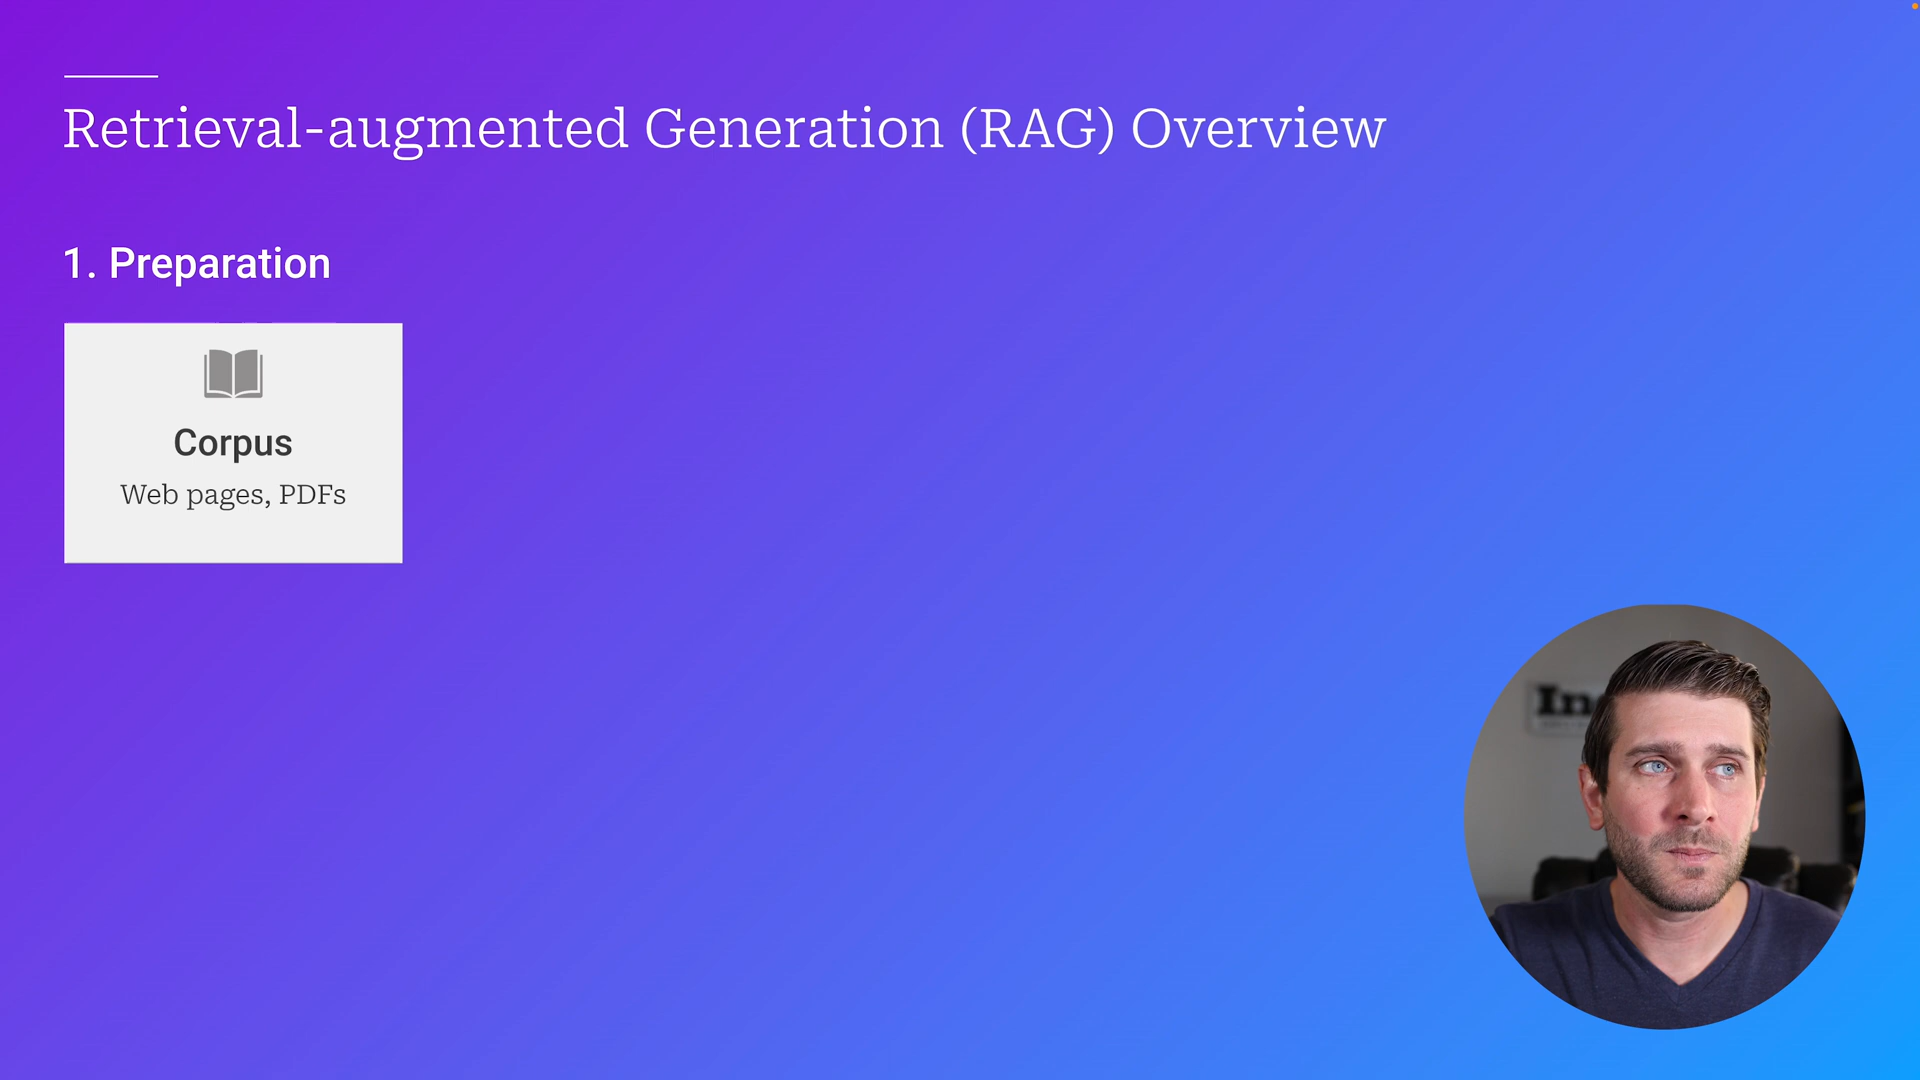 Retrieval-augmented Generation (RAG) Overview
1. Preparation
Corpus
Web pages, PDFs